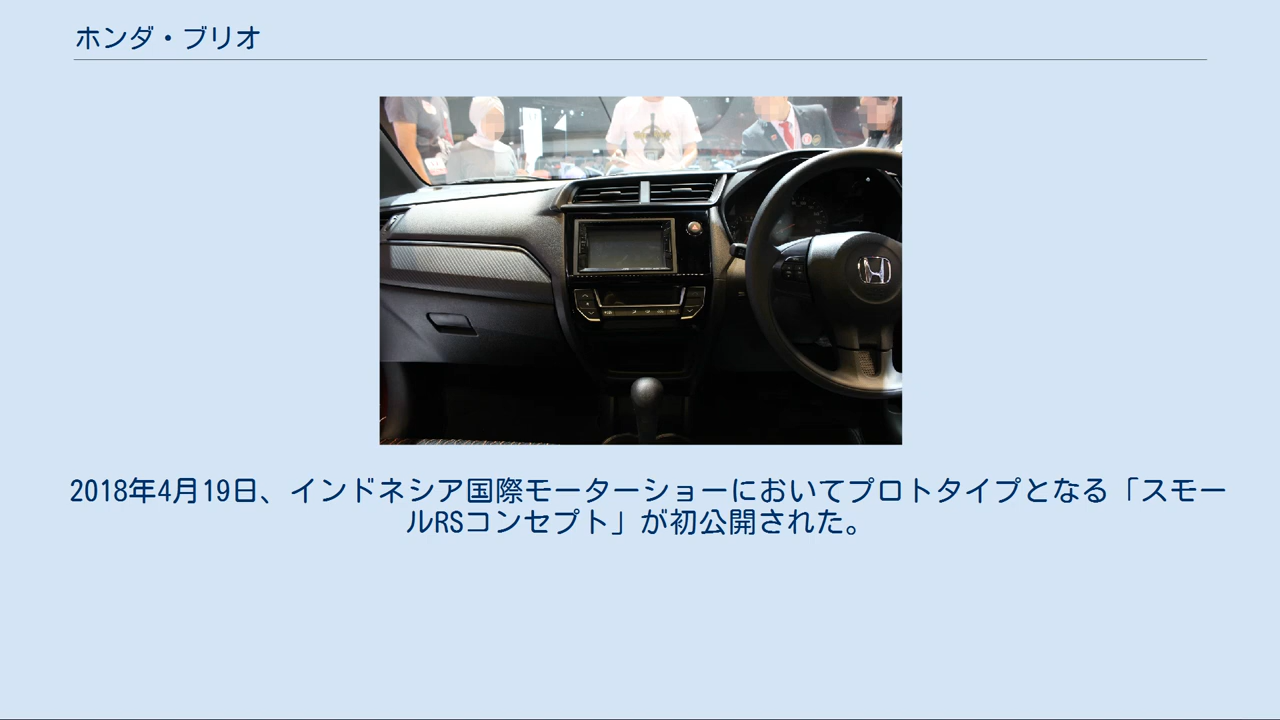 ホンダ・ブリオ
2018年4月19日、インドネシア国際モーターショーにおいてプロトタイプとなる「スモー
ルRSコンセプト」が初公開された。